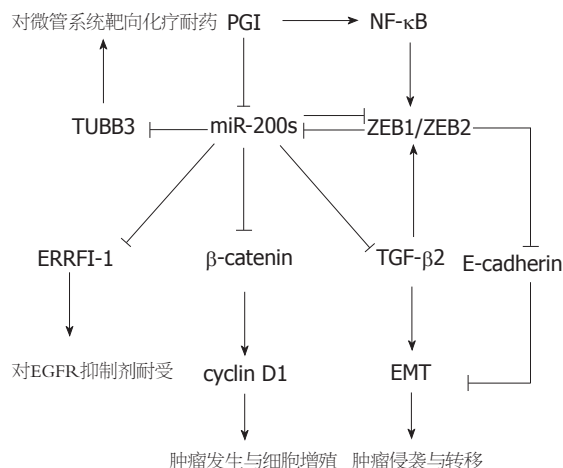 对微管系统靶向化疗耐药 PGI NF-κB
TUBB3 miR-200s ZEB1/ZEB2
ERRFI-1 β-catenin TGF-β2 E-cadherin
对EGFR抑制剂耐受 cyclin D1 EMT
肿瘤发生与细胞增殖 肿瘤侵袭与转移